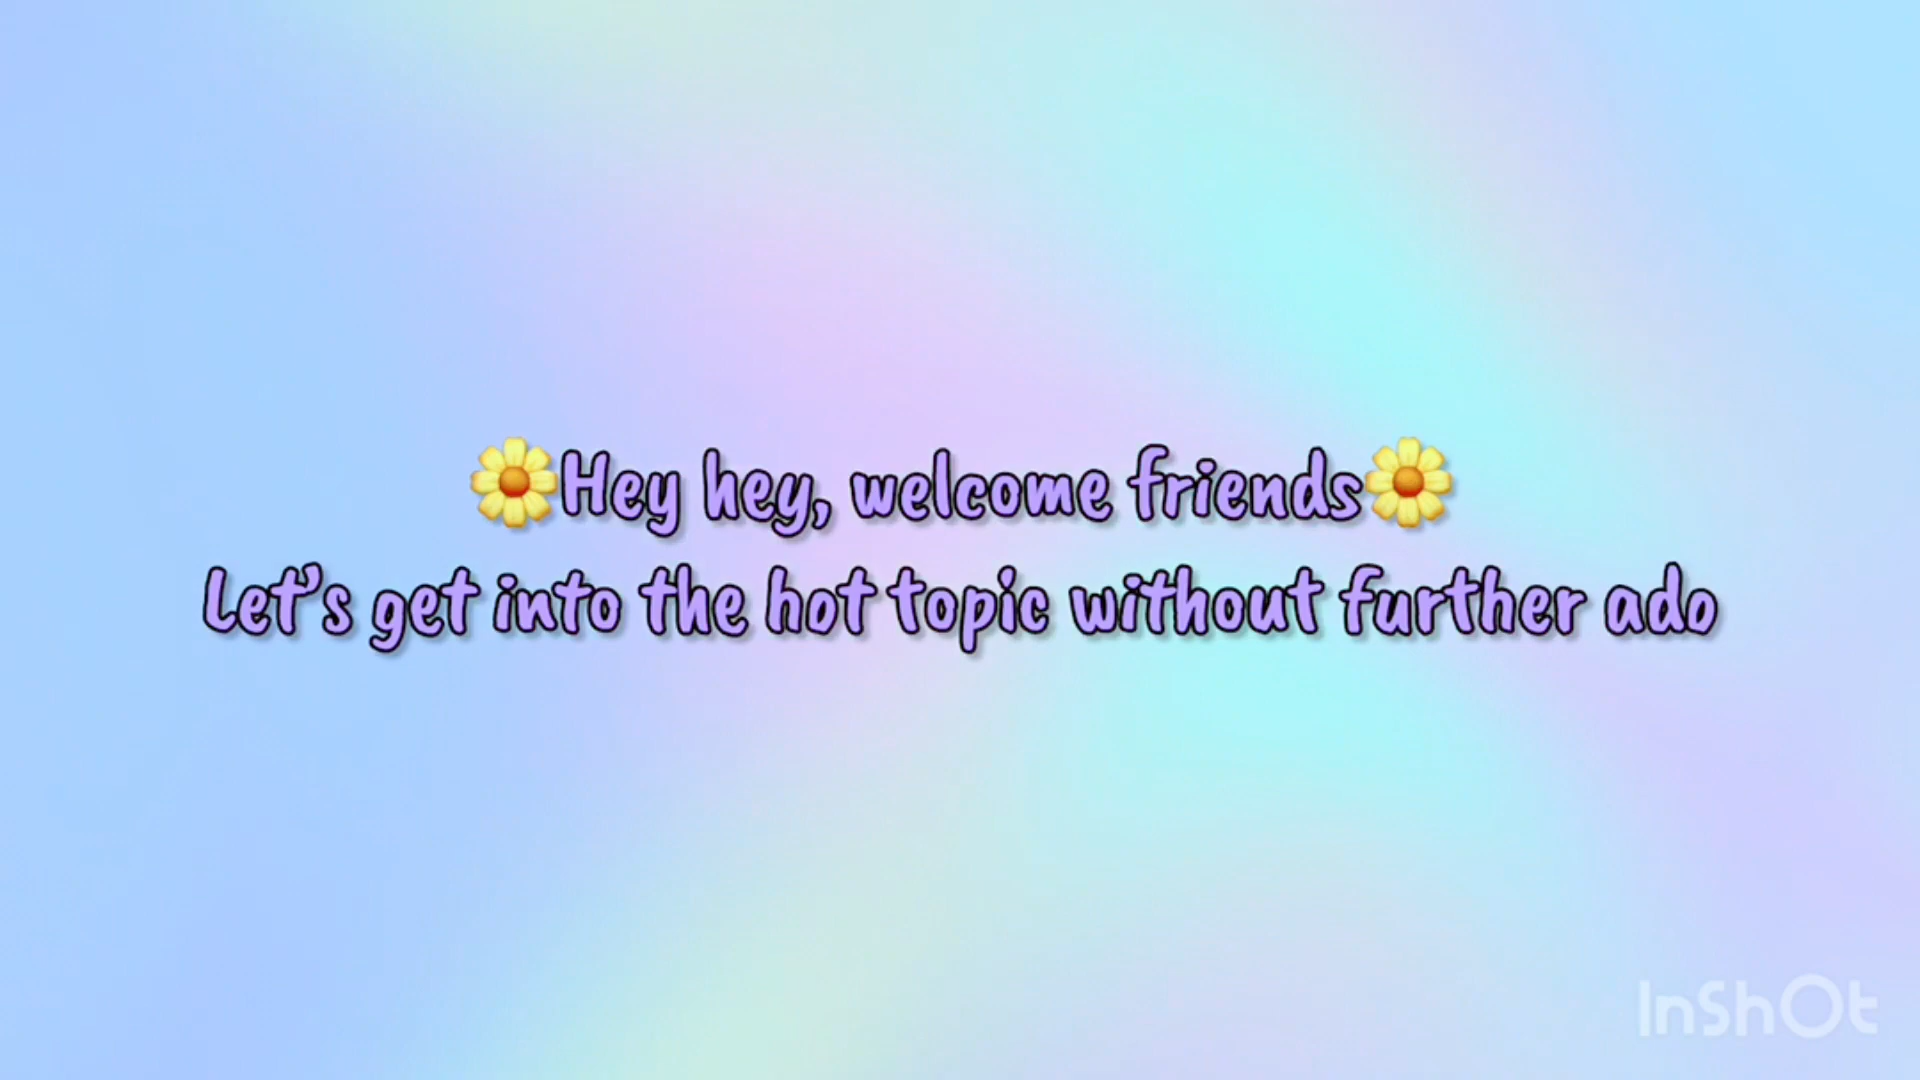 🌼Hey hey, welcome friends🌼
Let's get into the hot topic without further ado
InShOt